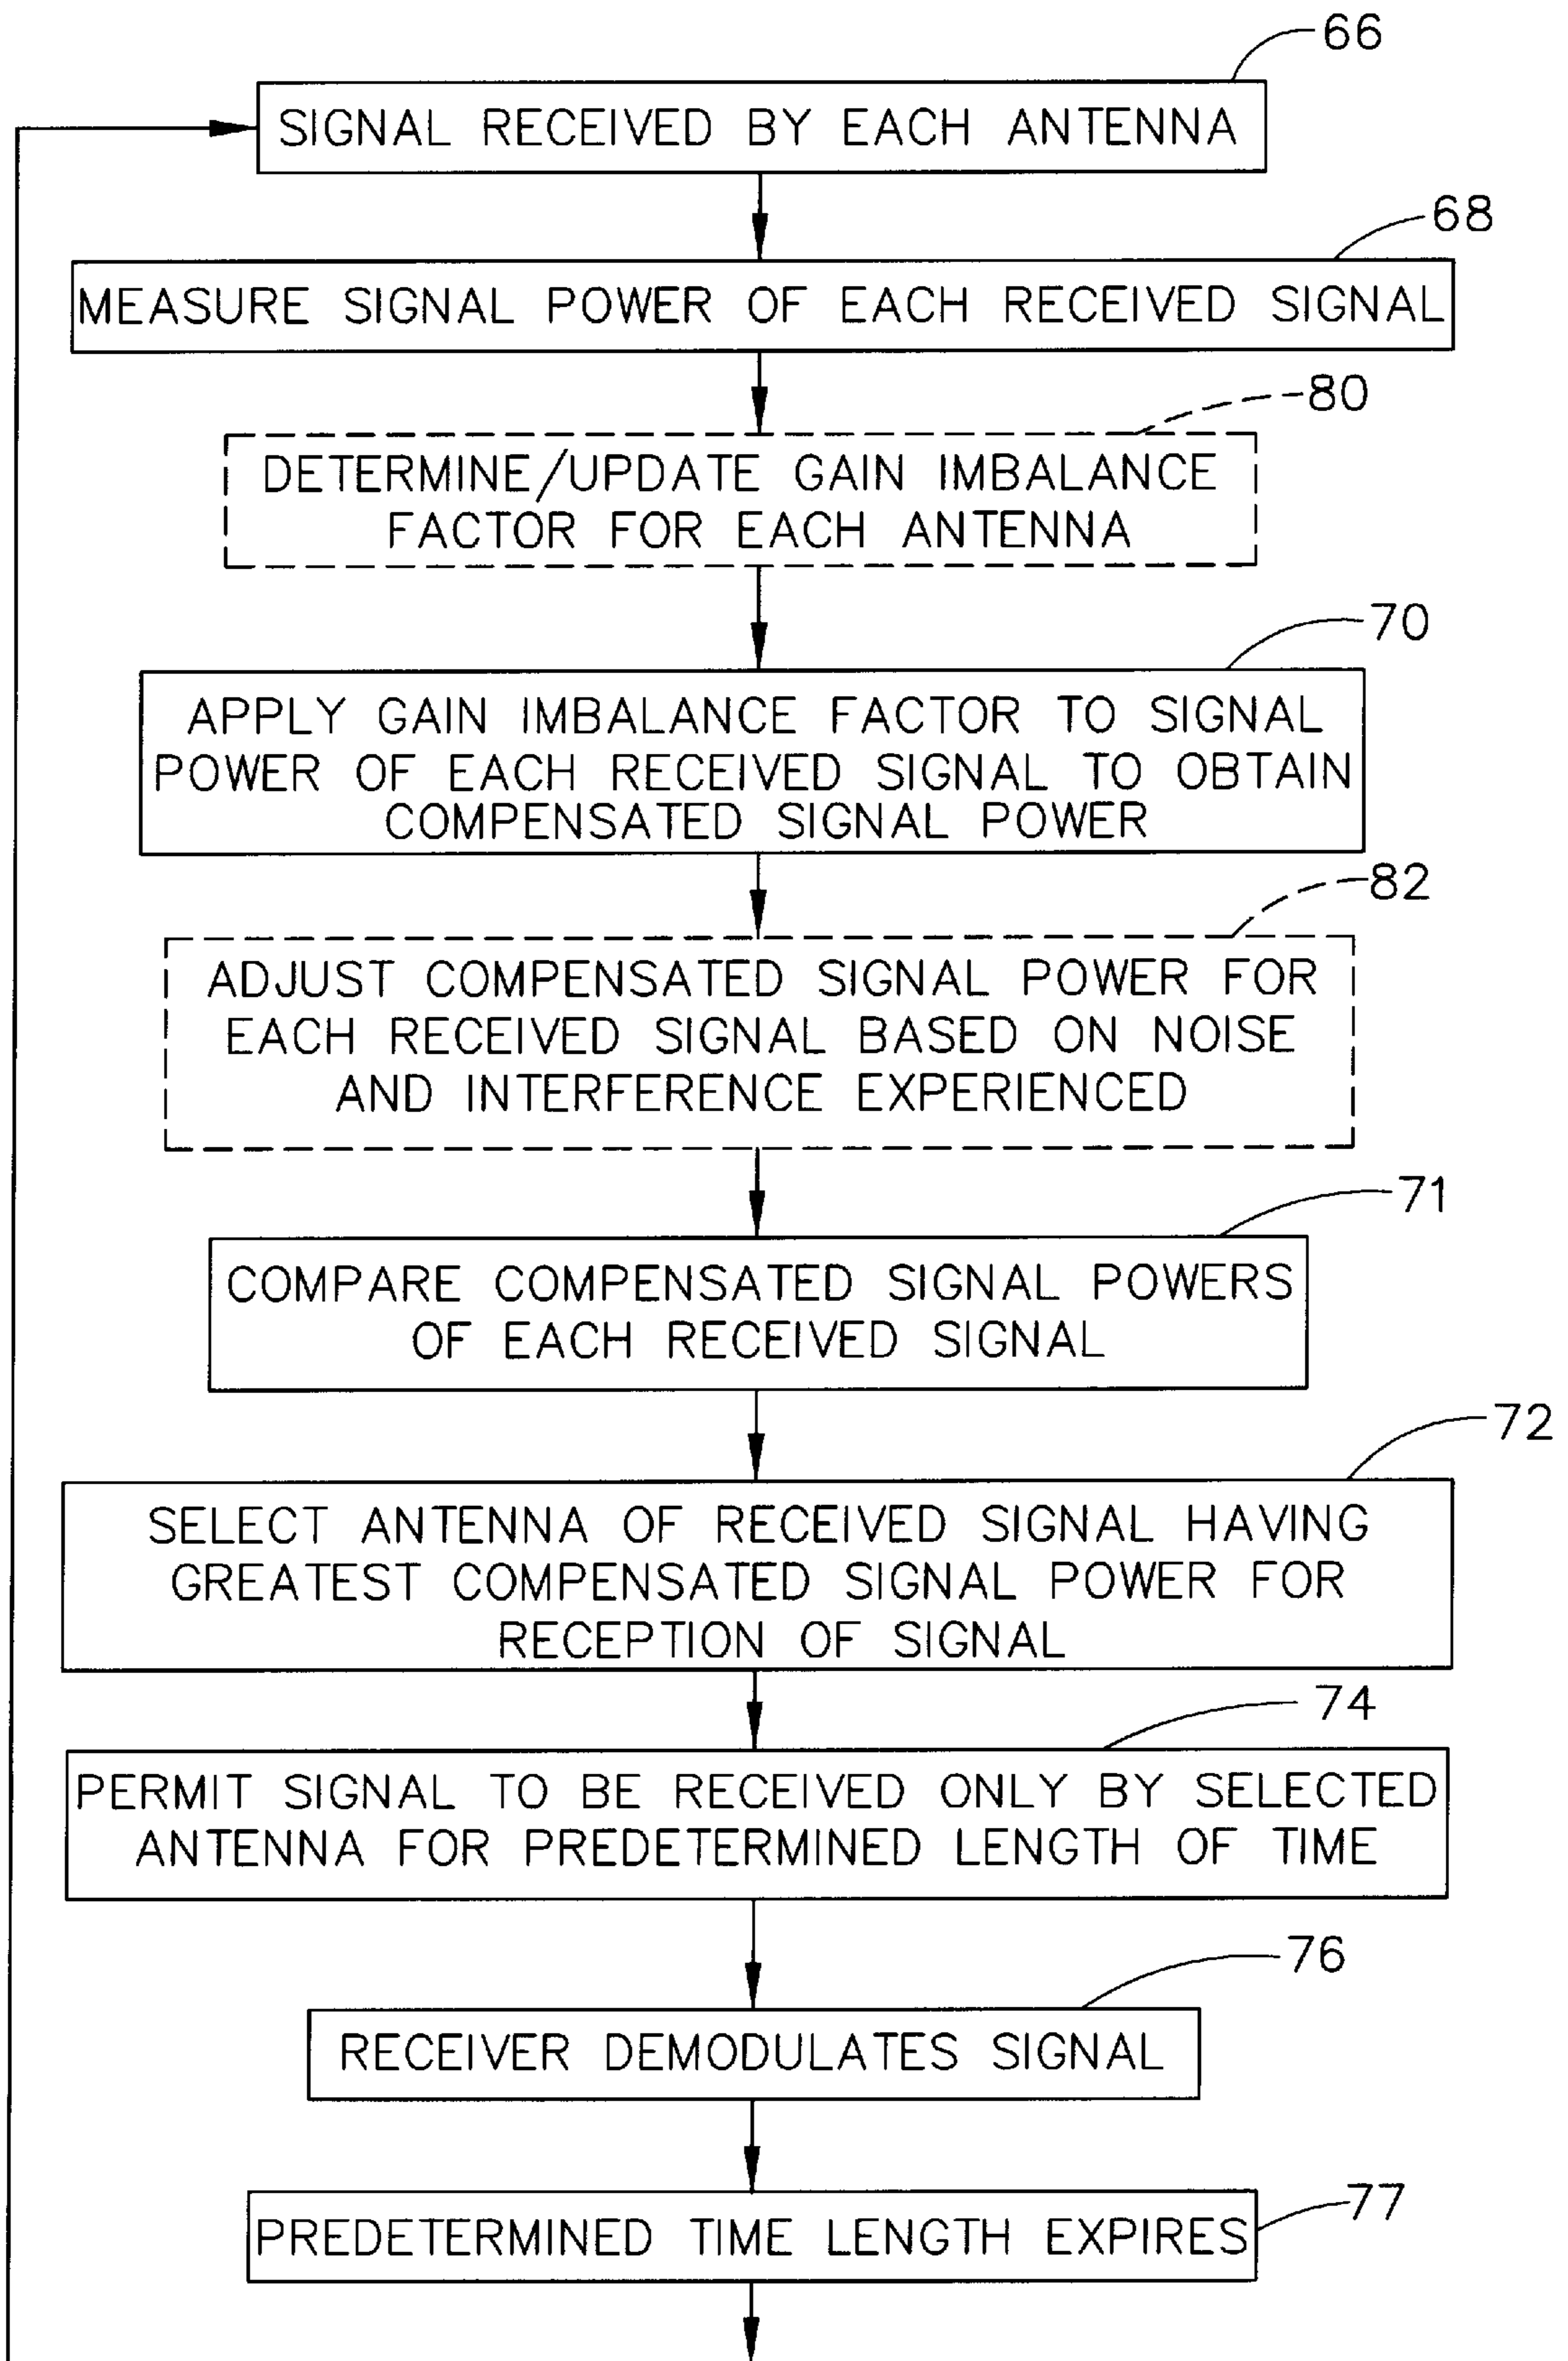 66
SIGNAL RECEIVED BY EACH ANTENNA
68
MEASURE SIGNAL POWER OF EACH RECEIVED SIGNAL
80
DETERMINE/UPDATE GAIN IMBALANCE
FACTOR FOR EACH ANTENNA
70
APPLY GAIN IMBALANCE FACTOR TO SIGNAL
POWER OF EACH RECEIVED SIGNAL TO OBTAIN
COMPENSATED SIGNAL POWER
82
ADJUST COMPENSATED SIGNAL POWER FOR
EACH RECEIVED SIGNAL BASED ON NOISE
AND INTERFERENCE EXPERIENCED
71
COMPARE COMPENSATED SIGNAL POWERS
OF EACH RECEIVED SIGNAL
72
SELECT ANTENNA OF RECEIVED SIGNAL HAVING
GREATEST COMPENSATED SIGNAL POWER FOR
RECEPTION OF SIGNAL
74
PERMIT SIGNAL TO BE RECEIVED ONLY BY SELECTED
ANTENNA FOR PREDETERMINED LENGTH OF TIME
76
RECEIVER DEMODULATES SIGNAL
77
PREDETERMINED TIME LENGTH EXPIRES